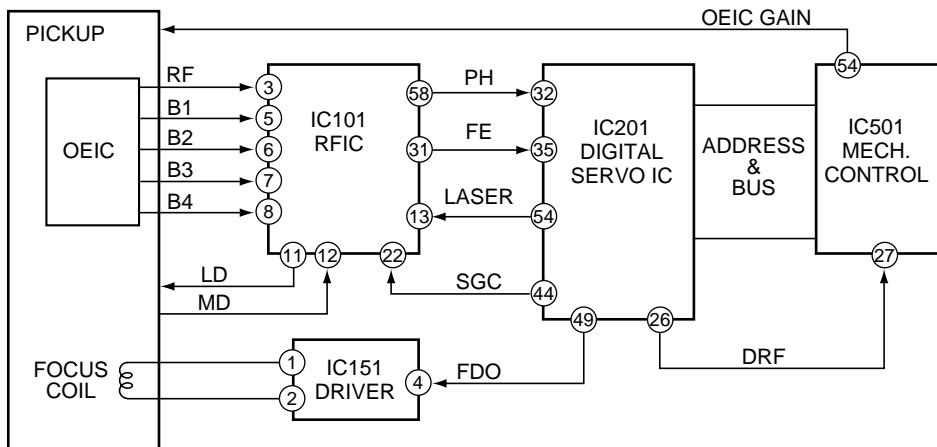 OEIC GAIN
PICKUP
54
RF
3
58
PH
32
IC101
RFIC
B1
5
IC201
DIGITAL
SERVO IC
ADDRESS
&
BUS
IC501
MECH.
CONTROL
OEIC
B2
6
31
FE
35
B3
7
B4
8
13
LASER
54
11
12
22
27
LD
SGC
44
MD
49
26
FOCUS
COIL
1
2
IC151
DRIVER
4
FDO
DRF